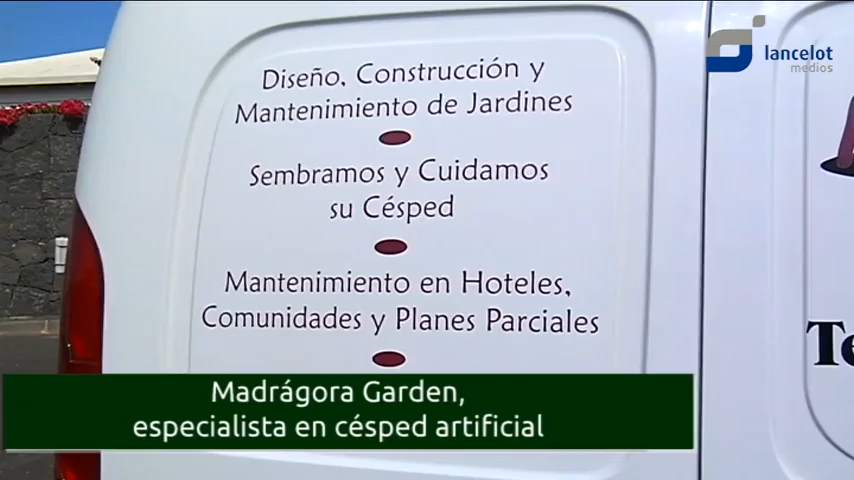 lancelot
medios
Diseño, Construcción y
Mantenimiento de Jardines
Sembramos y Cuidamos
su Césped
Mantenimiento en Hoteles,
Comunidades y Planes Parciales
Te
Madrágora Garden,
especialista en césped artificial